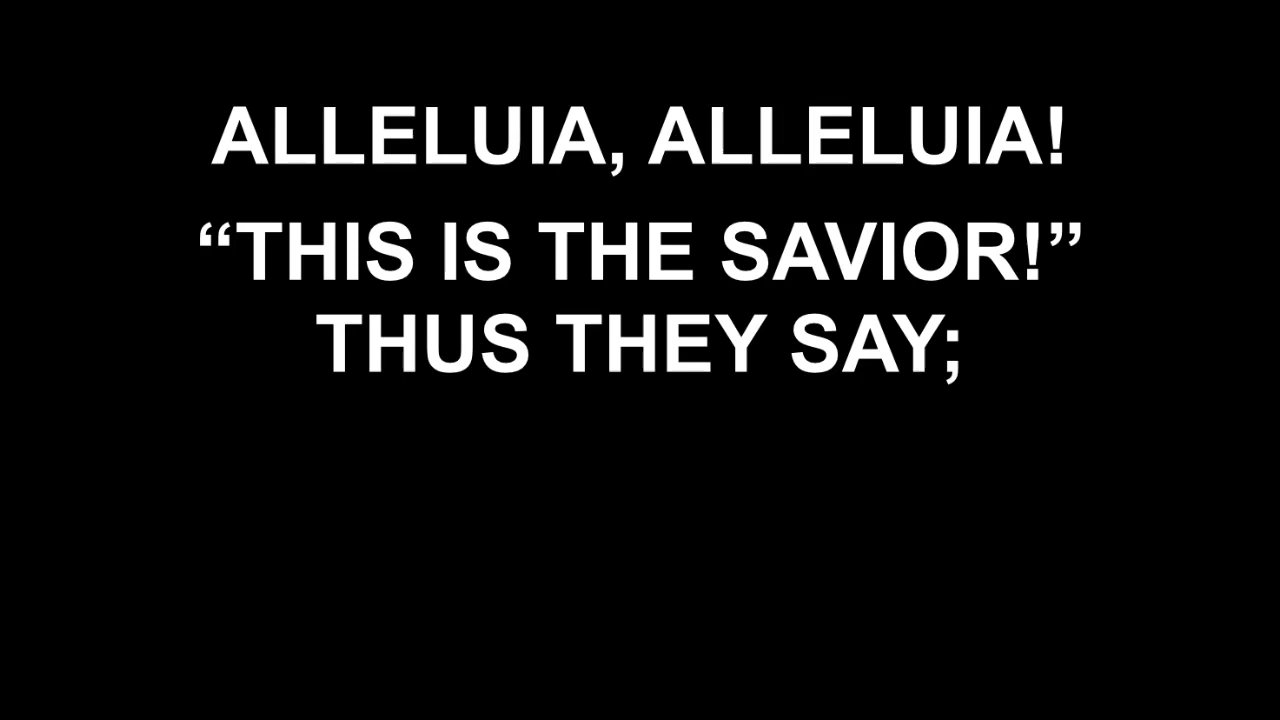 ALLELUIA, ALLELUIA!
“THIS IS THE SAVIOR!”
THUS THEY SAY;